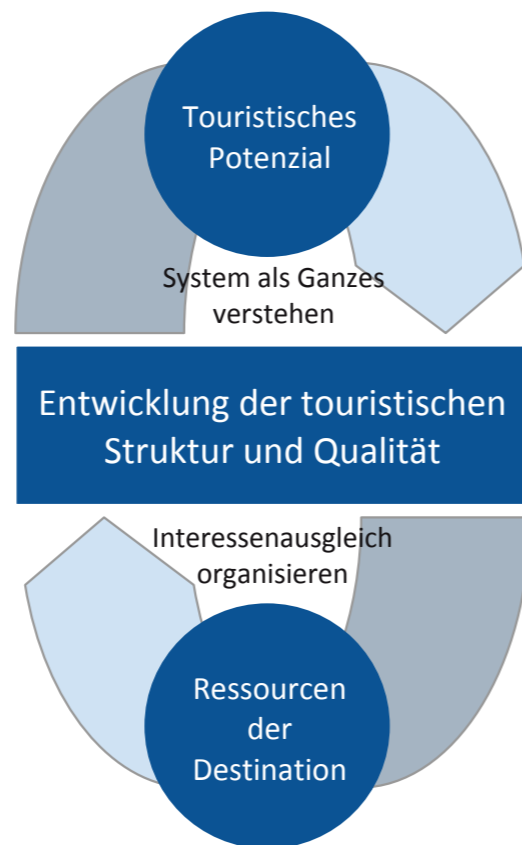 Touristisches
Potenzial
System als Ganzes
verstehen
Entwicklung der touristischen
Struktur und Qualität
Interessenausgleich
organisieren
Ressourcen
der
Destination